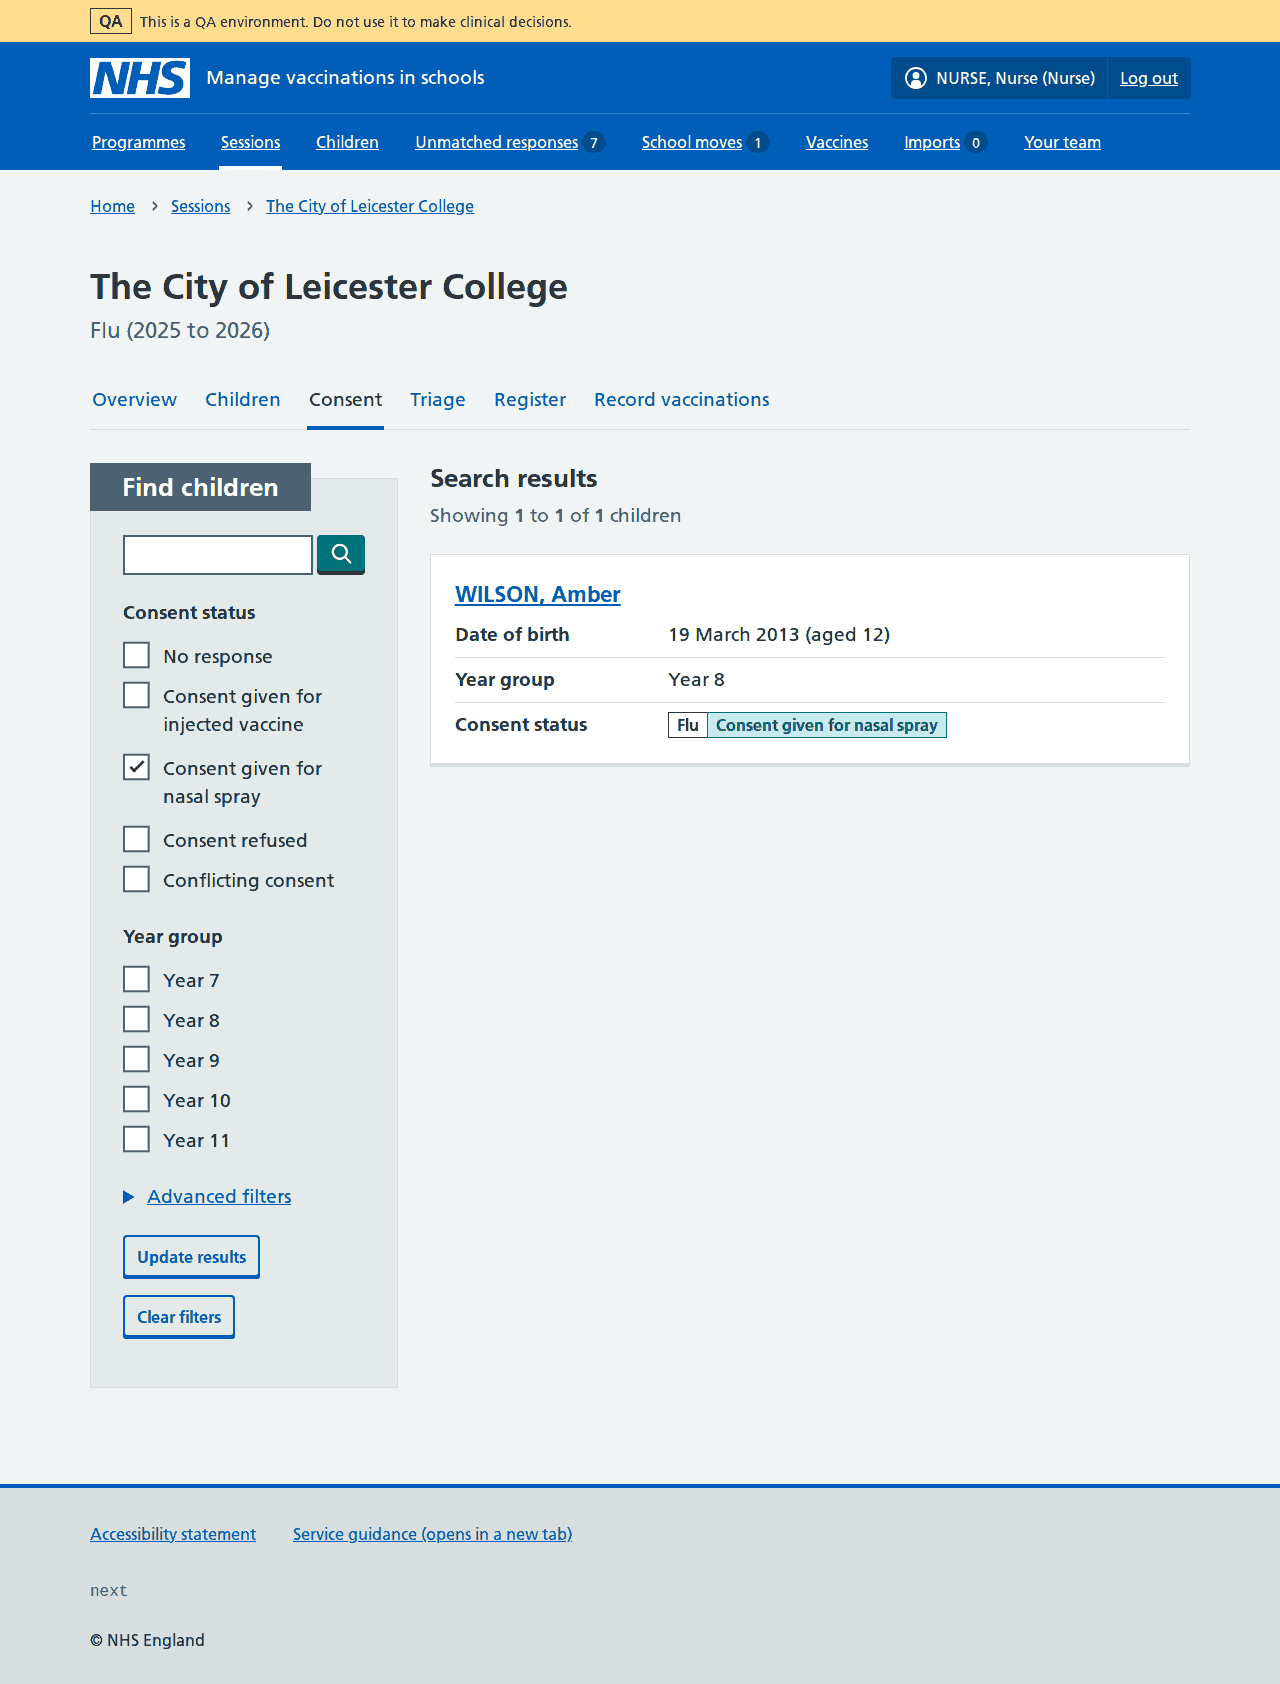 QA This is a QA environment. Do not use it to make clinical decisions.
NHS Manage vaccinations in schools NURSE, Nurse (Nurse) Log out
Programmes Sessions Children Unmatched responses 7 School moves 1 Vaccines Imports 0 Your team
Home Sessions The City of Leicester College
The City of Leicester College
Flu (2025 to 2026)
Overview Children Consent Triage Register Record vaccinations
Find children
Consent status
No response
Consent given for
injected vaccine
Consent given for
nasal spray
Consent refused
Conflicting consent
Year group
Year 7
Year 8
Year 9
Year 10
Year 11
Advanced filters
Update results
Clear filters
Search results
Showing 1 to 1 of 1 children
WILSON, Amber
Date of birth 19 March 2013 (aged 12)
Year group Year 8
Consent status Flu Consent given for nasal spray
Accessibility statement Service guidance (opens in a new tab)
next
© NHS England